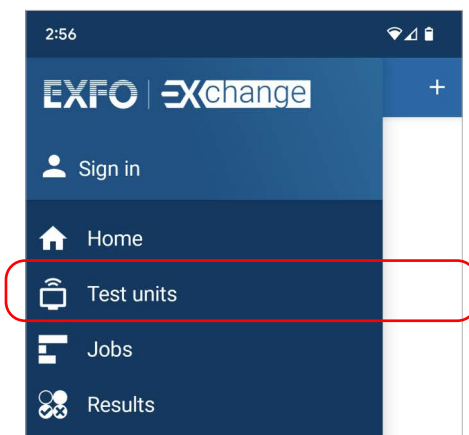 2:56
EXFO | EXchange
+
Sign in
Home
Test units
Jobs
Results